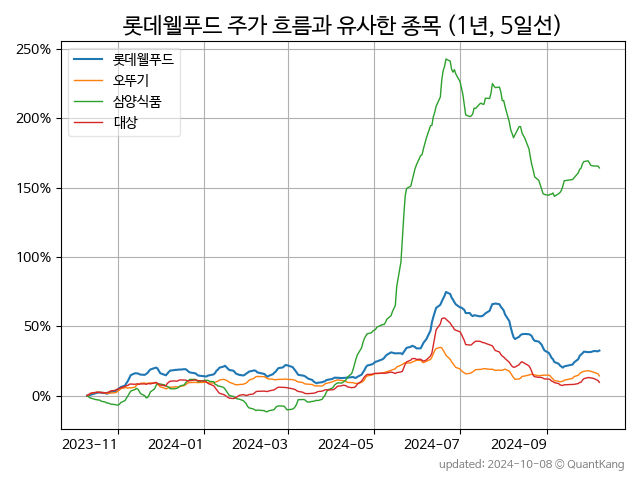 롯데웰푸드 주가 흐름과 유사한 종목 (1년, 5일선)
250%
200%
150%
100%
50%
0%
롯데웰푸드
오뚜기
삼양식품
대상
2023-11 2024-01 2024-03 2024-05 2024-07 2024-09
updated: 2024-10-08 © QuantKang